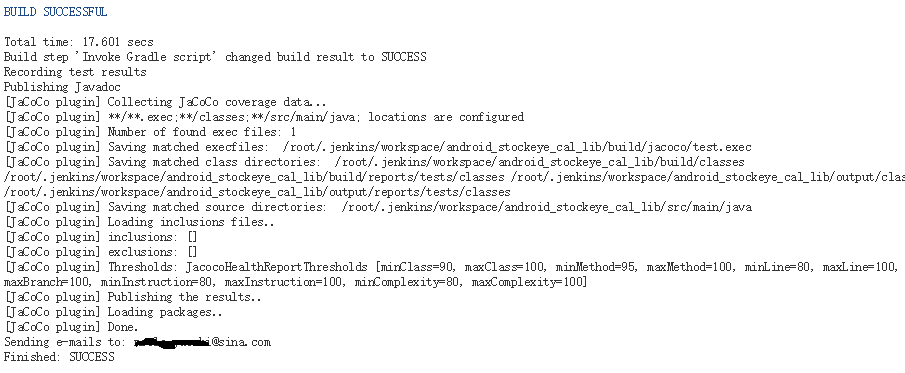 BUILD SUCCESSFUL
Total time: 17.601 secs
Build step 'Invoke Gradle script' changed build result to SUCCESS
Recording test results
Publishing Javadoc
[JaCoCo plugin] Collecting JaCoCo coverage data...
[JaCoCo plugin] **/**.exec;**/classes;**/src/main/java; locations are configured
[JaCoCo plugin] Number of found exec files: 1
[JaCoCo plugin] Saving matched execfiles:  /root/.jenkins/workspace/android_stockeye_cal_lib/build/jacoco/test.exec
[JaCoCo plugin] Saving matched class directories:  /root/.jenkins/workspace/android_stockeye_cal_lib/build/classes
/root/.jenkins/workspace/android_stockeye_cal_lib/build/reports/tests/classes /root/.jenkins/workspace/android_stockeye_cal_lib/output/clas
/root/.jenkins/workspace/android_stockeye_cal_lib/output/reports/tests/classes
[JaCoCo plugin] Saving matched source directories:  /root/.jenkins/workspace/android_stockeye_cal_lib/src/main/java
[JaCoCo plugin] Loading inclusions files..
[JaCoCo plugin] inclusions: []
[JaCoCo plugin] exclusions: []
[JaCoCo plugin] Thresholds: JacocoHealthReportThresholds [minClass=90, maxClass=100, minMethod=95, maxMethod=100, minLine=80, maxLine=100,
maxBranch=100, minInstruction=80, maxInstruction=100, minComplexity=80, maxComplexity=100]
[JaCoCo plugin] Publishing the results..
[JaCoCo plugin] Loading packages..
[JaCoCo plugin] Done.
Sending e-mails to: @sina.com
Finished: SUCCESS